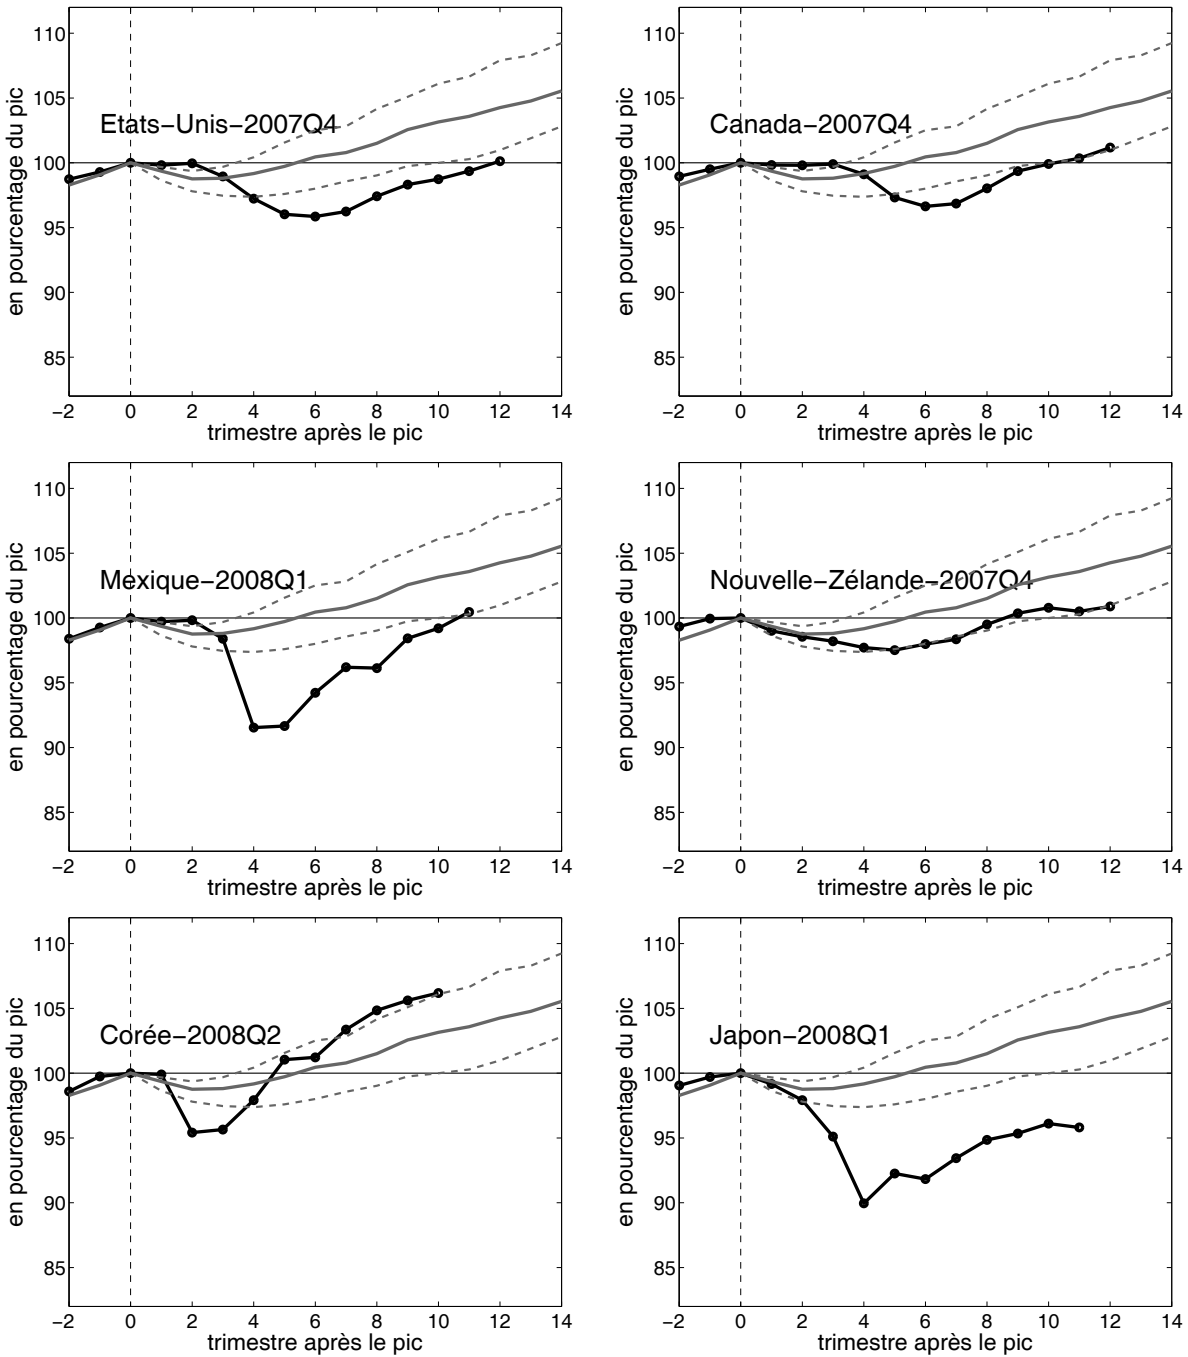 110
105
100
95
90
85
en pourcentage du pic
Etats−Unis−2007Q4
−2 0 2 4 6 8 10 12 14
trimestre après le pic
110
105
100
95
90
85
en pourcentage du pic
Canada−2007Q4
−2 0 2 4 6 8 10 12 14
trimestre après le pic
110
105
100
95
90
85
en pourcentage du pic
Mexique−2008Q1
−2 0 2 4 6 8 10 12 14
trimestre après le pic
110
105
100
95
90
85
en pourcentage du pic
Nouvelle−Zélande−2007Q4
−2 0 2 4 6 8 10 12 14
trimestre après le pic
110
105
100
95
90
85
en pourcentage du pic
Corée−2008Q2
−2 0 2 4 6 8 10 12 14
trimestre après le pic
110
105
100
95
90
85
en pourcentage du pic
Japon−2008Q1
−2 0 2 4 6 8 10 12 14
trimestre après le pic